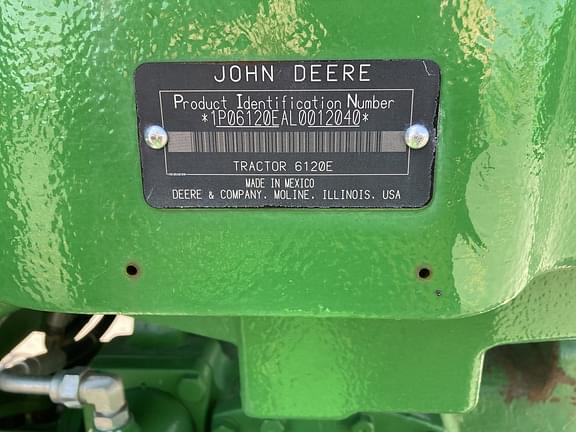 JOHN DEERE
Product Identification Number
*1P06120EAL0012040*
TRACTOR 6120E
MADE IN MEXICO
DEERE & COMPANY, MOLINE, ILLINOIS, USA